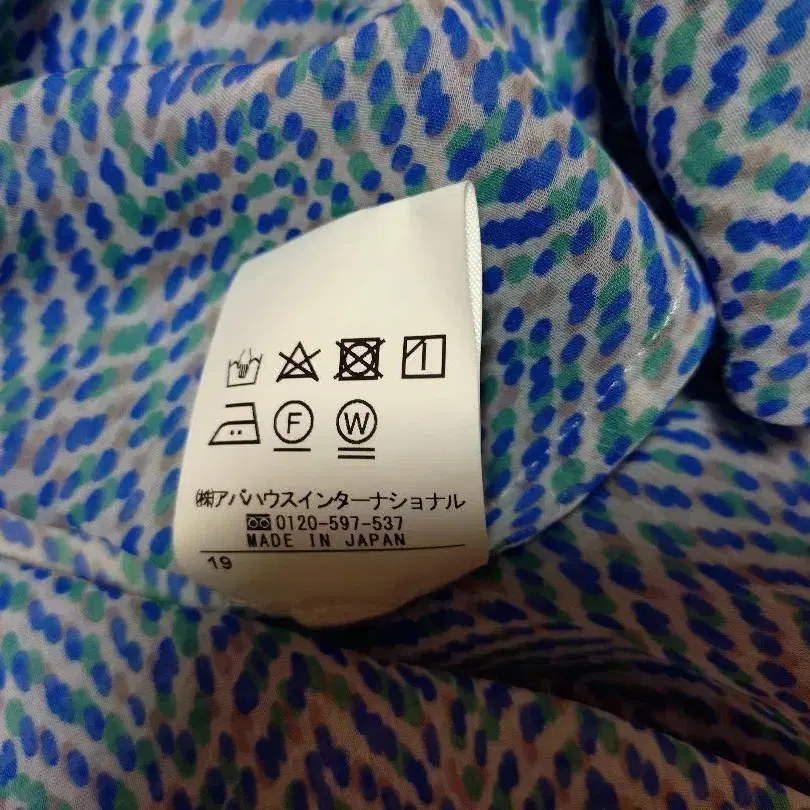 F W
㈱アバハウスインターナショナル
0120-597-537
MADE IN JAPAN
19